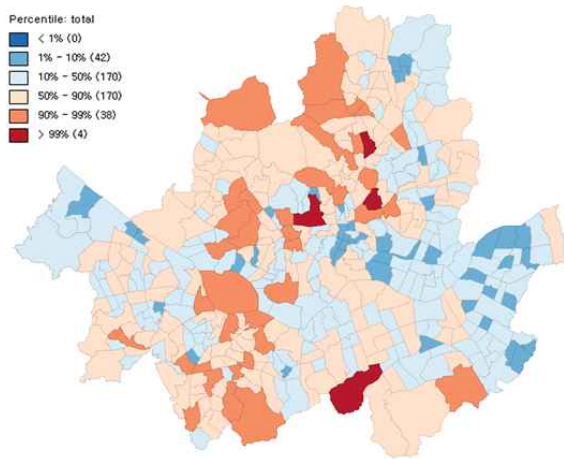 Percentile: total
< 1% (0)
1% - 10% (42)
10% - 50% (170)
50% - 90% (170)
90% - 99% (38)
> 99% (4)